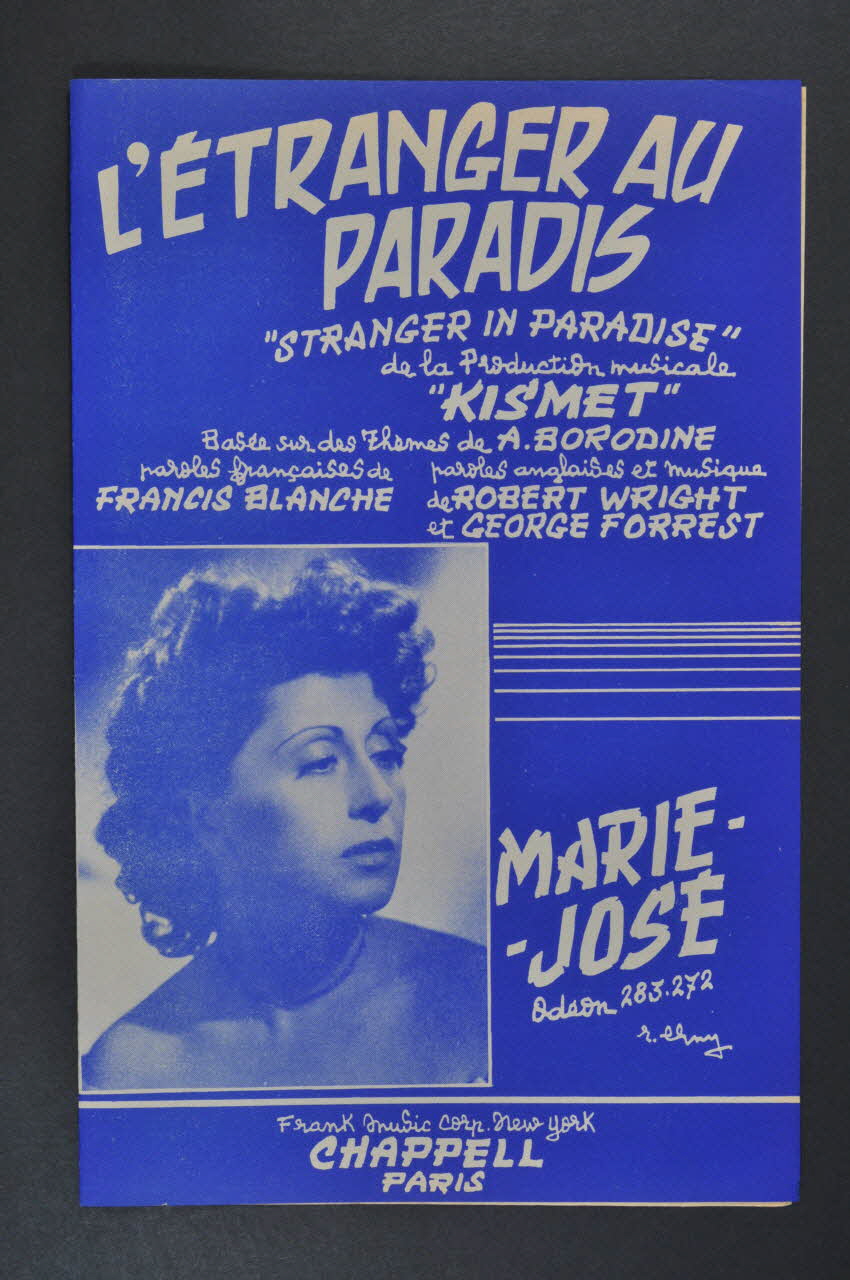 L'ÉTRANGER AU
PARADIS
"STRANGER IN PARADISE"
de la Production musicale
"KISMET"
Basée sur des Thèmes de A. BORODINE
paroles françaises de
FRANCIS BLANCHE
paroles anglaises et musique
de ROBERT WRIGHT
et GEORGE FORREST
MARIE-
-JOSÉ
Odéon 283.272
Frank Music Corp. New York
CHAPPELL
PARIS